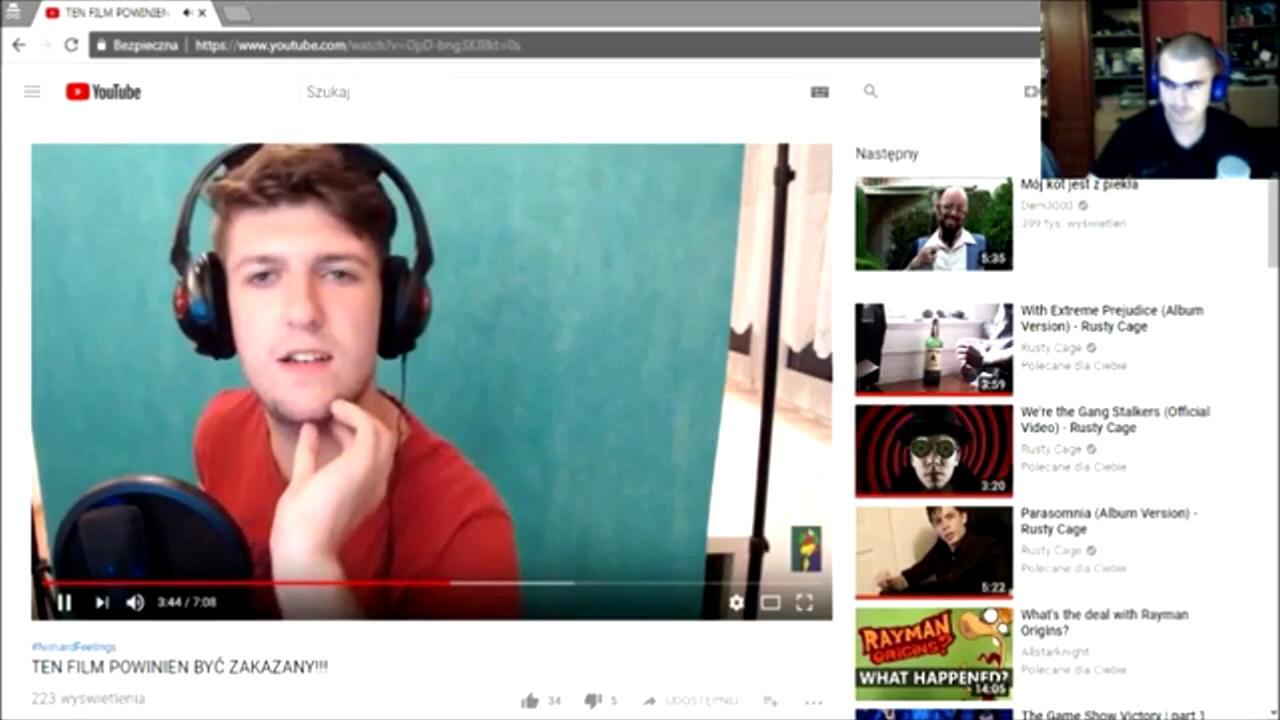 TEN FILM POWINIEN
Bezpieczna
https://www.youtube.com/watch?v=
YouTube
Szukaj
Następny
Mój kot jest z piekła
Dem3000
399 tys. wyświetleń
5:35
With Extreme Prejudice (Album
Version) - Rusty Cage
Rusty Cage
Polecane dla Ciebie
3:59
We're the Gang Stalkers (Official
Video) - Rusty Cage
Rusty Cage
Polecane dla Ciebie
3:20
Parasomnia (Album Version) -
Rusty Cage
Rusty Cage
Polecane dla Ciebie
5:22
What's the deal with Rayman
Origins?
Allstarknight
Polecane dla Ciebie
RAYMAN
ORIGINS?
WHAT HAPPENED?
14:05
The Game Show Victory | part 1
3:44 / 7:08
#NohardFeelings
TEN FILM POWINIEN BYĆ ZAKAZANY!!!
223 wyświetlenia
34
5
UDOSTĘPNIJ